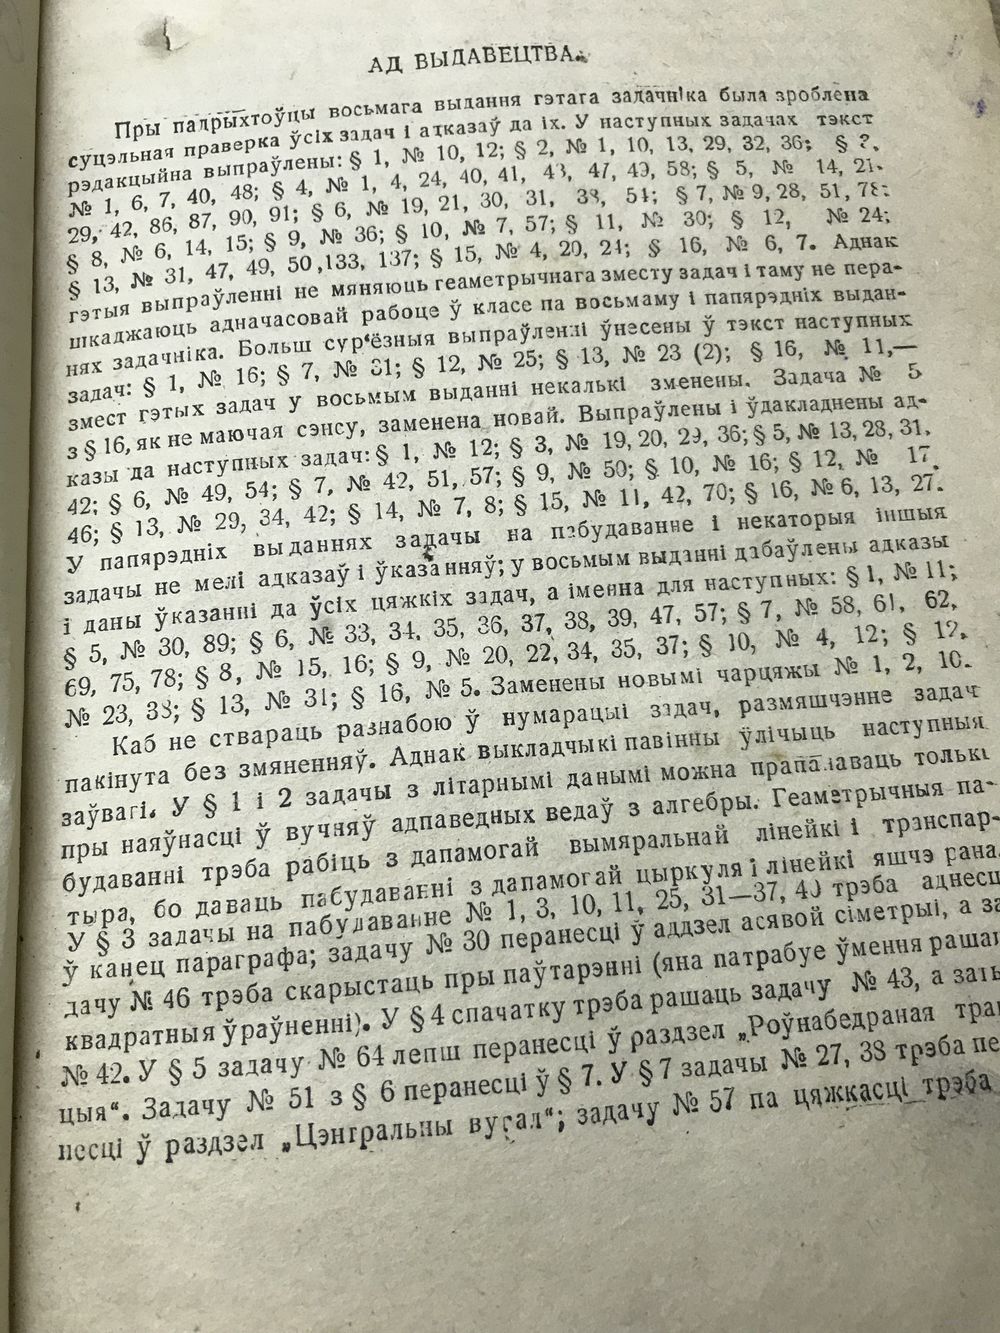 АД ВЫДАВЕЦТВА.
Пры падрыхтоўцы восьмага выдання гэтага задачніка была зроблена
суцэльная праверка ўсіх задач і адказаў да іх. У наступных задачах тэкст
рэдакцыйна выпраўлены: § 1, № 10, 12; § 2, № 1, 10, 13, 29, 32, 36; §
№ 1, 6, 7, 40, 48; § 4, № 1, 4, 24, 40, 41, 43, 47, 49, 58; § 5, № 14, 21.
29, 42, 86, 87, 90, 91; § 6, № 19, 21, 30, 31, 38, 54; § 7, № 9, 28, 51, 78;
§ 8, № 6, 14, 15; § 9, № 36; § 10, № 7, 57; § 11, № 30; § 12, № 24;
§ 13, № 31, 47, 49, 50,133, 137; § 15, № 4, 20, 24; § 16, № 6, 7. Аднак
гэтыя выпраўленні не мяняюць геаметрычнага зместу задач і таму не пера-
шкаджаюць адначасовай рабоце ў класе па восьмаму і папярэдніх выдан-
нях задачніка. Больш сур'ёзныя выпраўленні ўнесены ў тэкст наступных
задач: § 1, № 16; § 7, № 31; § 12, № 25; § 13, № 23 (2); § 16, № 11,—
змест гэтых задач у восьмым выданні некалькі зменены. Задача № 5
з § 16, як не маючая сэнсу, заменена новай. Выпраўлены і ўдакладнены ад-
казы да наступных задач: § 1, № 12; § 3, № 19, 20, 29, 36; § 5, № 13, 28, 31,
42; § 6, № 49, 54; § 7, № 42, 51, 57; § 9, № 50; § 10, № 16; § 12, № 17,
46; § 13, № 29, 34, 42; § 14, № 7, 8; § 15, № 11, 42, 70; § 16, № 6, 13, 27.
У папярэдніх выданнях задачы на пабудаванне і некаторыя іншыя
задачы не мелі адказаў і ўказанняў; у восьмым выданні дабаўлены адказы
і даны ўказанні да ўсіх цяжкіх задач, а іменна для наступных: § 1, № 11;
§ 5, № 30, 89; § 6, № 33, 34, 35, 36, 37, 38, 39, 47, 57; § 7, № 58, 61, 62,
69, 75, 78; § 8, № 15, 16; § 9, № 20, 22, 34, 35, 37; § 10, № 4, 12; § 12,
№ 23, 38; § 13, № 31; § 16, № 5. Заменены новымі чарцяжы № 1, 2, 10.
Каб не ствараць разнабою ў нумарацыі задач, размяшчэнне задач
пакінута без змяненняў. Аднак выкладчыкі павінны ўлічыць наступныя
заўвагі. У § 1 і 2 задачы з літарнымі данымі можна прапанаваць толькі
пры наяўнасці ў вучняў адпаведных ведаў з алгебры. Геаметрычныя па-
будаванні трэба рабіць з дапамогай вымяральнай лінейкі і транспар-
тыра, бо даваць пабудаванні з дапамогай цыркуля і лінейкі яшчэ рана.
У § 3 задачы на пабудаванне № 1, 3, 10, 11, 25, 31—37, 40 трэба аднесц
ў канец параграфа; задачу № 30 перанесці ў аддзел асявой сіметрыі, а за
дачу № 46 трэба скарыстаць пры паўтарэнні (яна патрабуе ўмення рашаць
квадратныя ўраўненні). У § 4 спачатку трэба рашаць задачу № 43, а заты
№ 42. У § 5 задачу № 64 лепш перанесці ў раздзел „Роўнабедраная трап
цыя“. Задачу № 51 з § 6 перанесці ў § 7. У § 7 задачы № 27, 38 трэба пе
несці ў раздзел „Цэнтральны вугал“; задачу № 57 па цяжкасці трэба